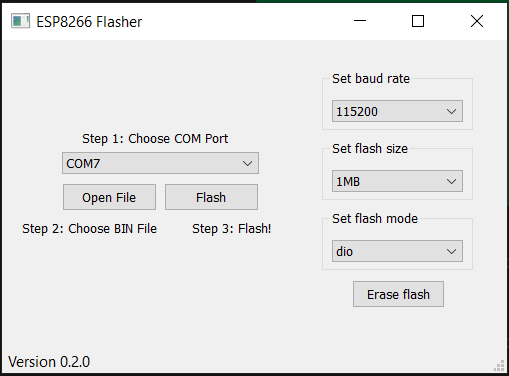 ESP8266 Flasher
Step 1: Choose COM Port
COM7
Open File
Flash
Step 2: Choose BIN File
Step 3: Flash!
Set baud rate
115200
Set flash size
1MB
Set flash mode
dio
Erase flash
Version 0.2.0